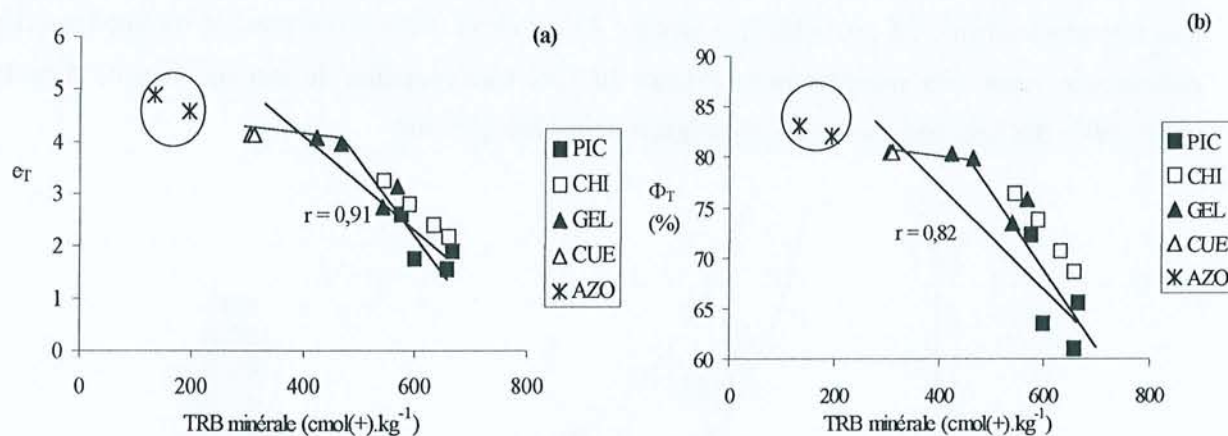 (a)
6
5
4
3
2
1
0
e_T
r = 0,91
PIC
CHI
GEL
CUE
AZO
0 200 400 600 800
TRB minérale (cmol(+).kg⁻¹)
(b)
90
85
80
75
70
65
60
Φ_T
(%)
r = 0,82
PIC
CHI
GEL
CUE
AZO
0 200 400 600 800
TRB minérale (cmol(+).kg⁻¹)